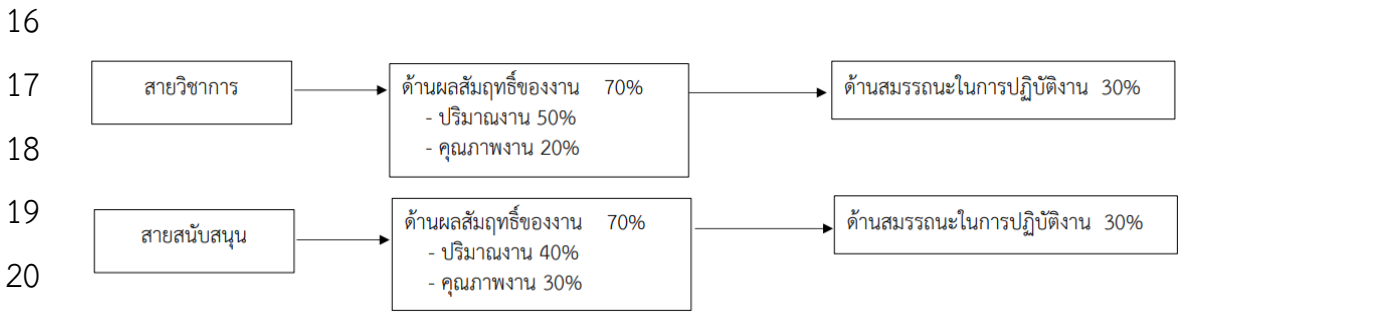 16
17 สายวิชาการ ด้านผลสัมฤทธิ์ของงาน 70% ด้านสมรรถนะในการปฏิบัติงาน 30%
- ปริมาณงาน 50%
18 - คุณภาพงาน 20%
19 ด้านผลสัมฤทธิ์ของงาน 70% ด้านสมรรถนะในการปฏิบัติงาน 30%
สายสนับสนุน
- ปริมาณงาน 40%
20 - คุณภาพงาน 30%